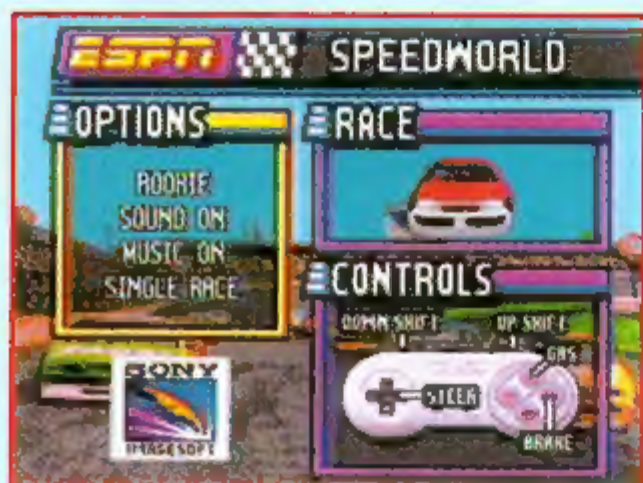 ESPN SPEEDWORLD
OPTIONS
ROOKIE
SOUND ON
MUSIC ON
SINGLE RACE
RACE
CONTROLS
DOWN SHIFT UP SHIFT
GAS
STEER
BRAKE
SONY
IMAGESOFT